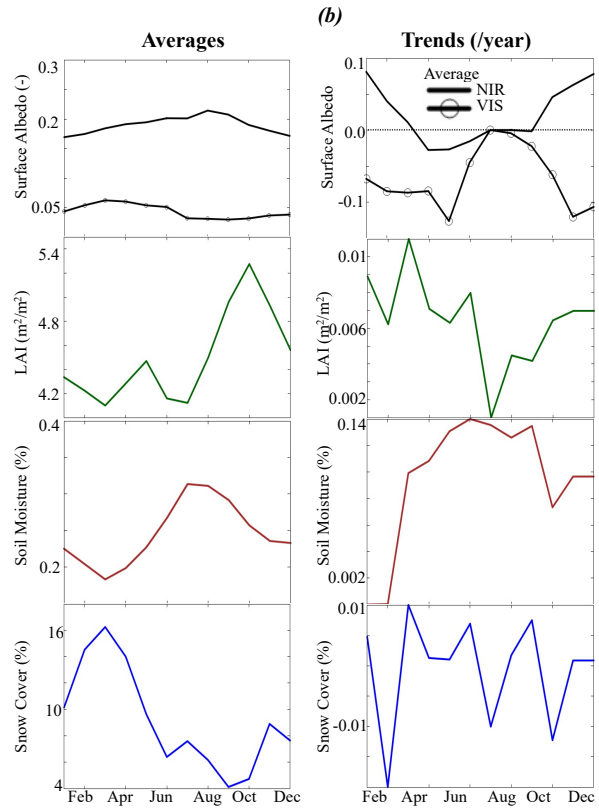 (b)
Averages
Trends (/year)
Surface Albedo (-)
0.3
0.2
0.05
Surface Albedo
0.1
0.0
-0.1
Average
NIR
VIS
LAI (m²/m²)
5.4
4.8
4.2
LAI (m²/m²)
0.01
0.006
0.002
Soil Moisture (%)
0.4
0.2
Soil Moisture (%)
0.14
0.002
Snow Cover (%)
16
10
4
Snow Cover (%)
0.01
-0.01
Feb Apr Jun Aug Oct Dec
Feb Apr Jun Aug Oct Dec